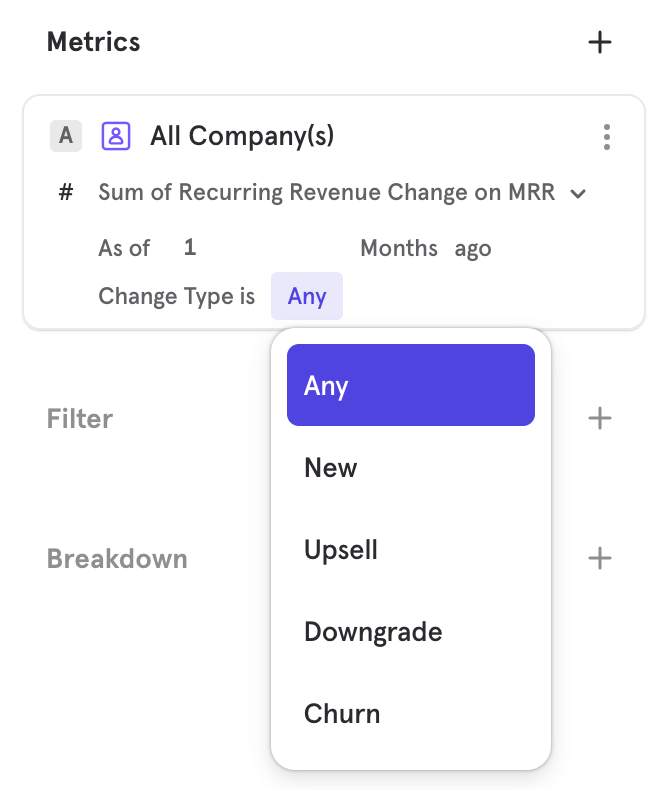 Metrics
A All Company(s)
# Sum of Recurring Revenue Change on MRR
As of 1 Months ago
Change Type is Any
Any
New
Upsell
Downgrade
Churn
Filter
Breakdown